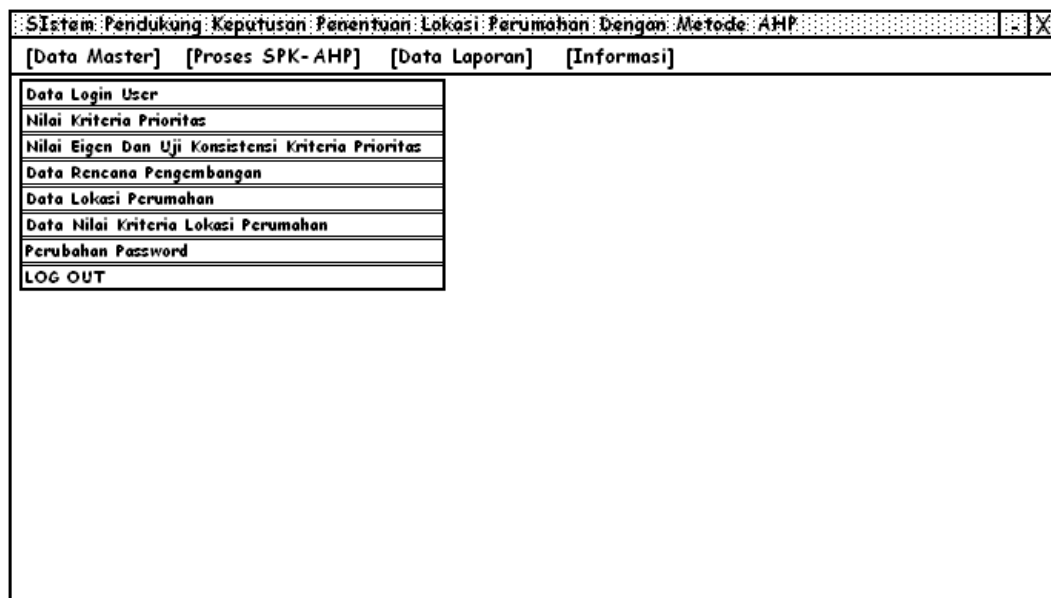 SIstem Pendukung Keputusan Penentuan Lokasi Perumahan Dengan Metode AHP - X
[Data Master] [Proses SPK-AHP] [Data Laporan] [Informasi]
Data Login User
Nilai Kriteria Prioritas
Nilai Eigen Dan Uji Konsistensi Kriteria Prioritas
Data Rencana Pengembangan
Data Lokasi Perumahan
Data Nilai Kriteria Lokasi Perumahan
Perubahan Password
LOG OUT